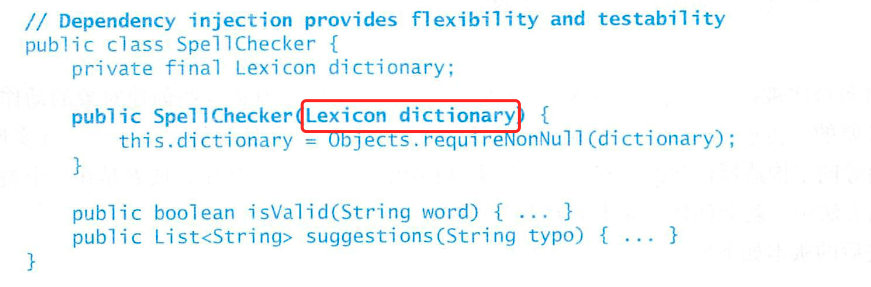 // Dependency injection provides flexibility and testability
public class SpellChecker {
    private final Lexicon dictionary;

    public SpellChecker(Lexicon dictionary) {
        this.dictionary = Objects.requireNonNull(dictionary);
    }

    public boolean isValid(String word) { ... }
    public List<String> suggestions(String typo) { ... }
}